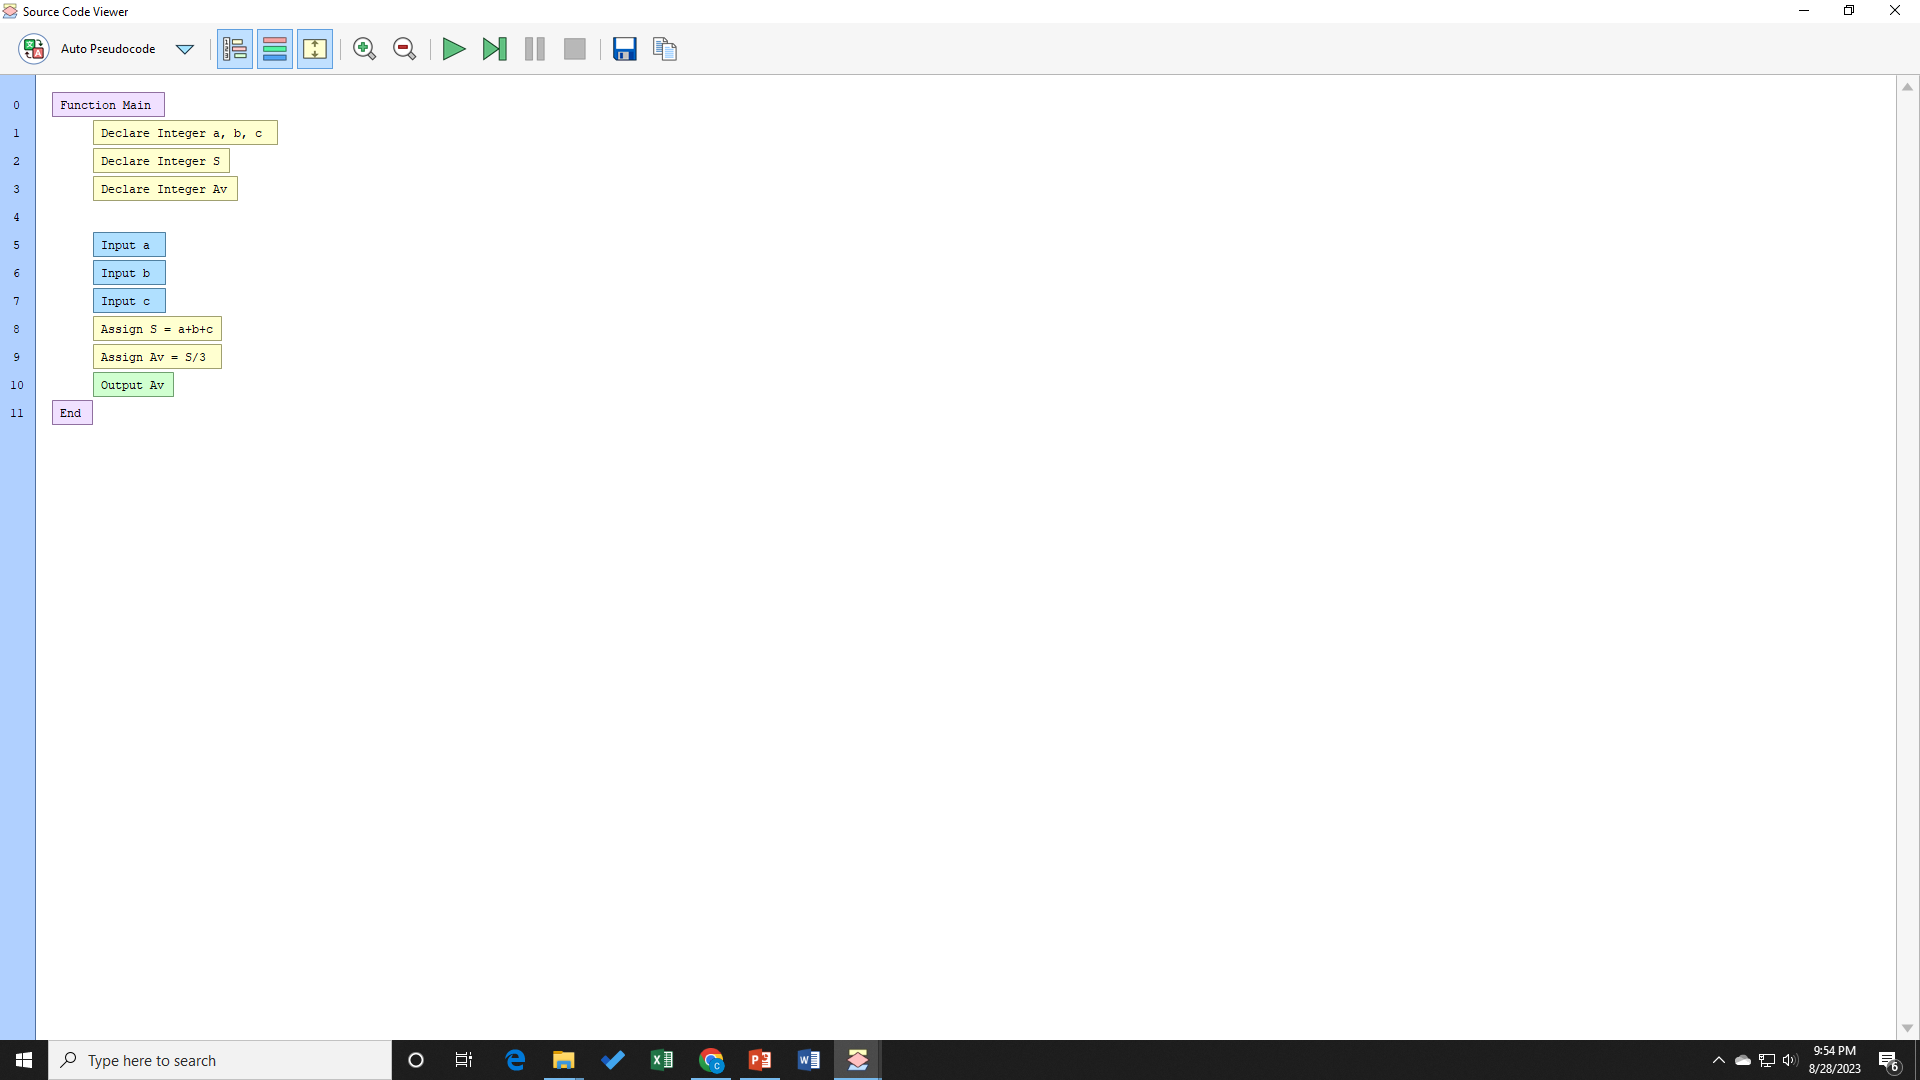 Source Code Viewer
Auto Pseudocode
0 Function Main
1 Declare Integer a, b, c
2 Declare Integer S
3 Declare Integer Av
4
5 Input a
6 Input b
7 Input c
8 Assign S = a+b+c
9 Assign Av = S/3
10 Output Av
11 End
Type here to search
9:54 PM
8/28/2023
6